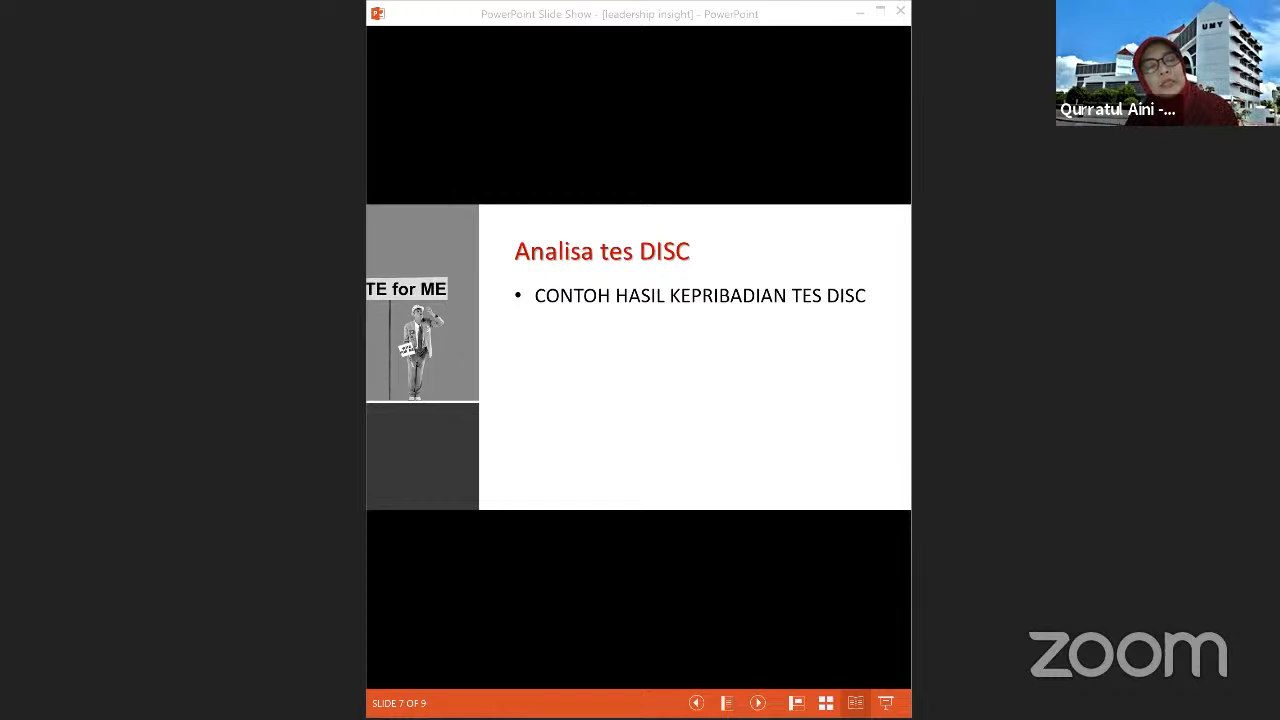 PowerPoint Slide Show - [leadership insight] - PowerPoint
UMY
Qurratul Aini -...
Analisa tes DISC
TE for ME
• CONTOH HASIL KEPRIBADIAN TES DISC
SLIDE 7 OF 9
zoom